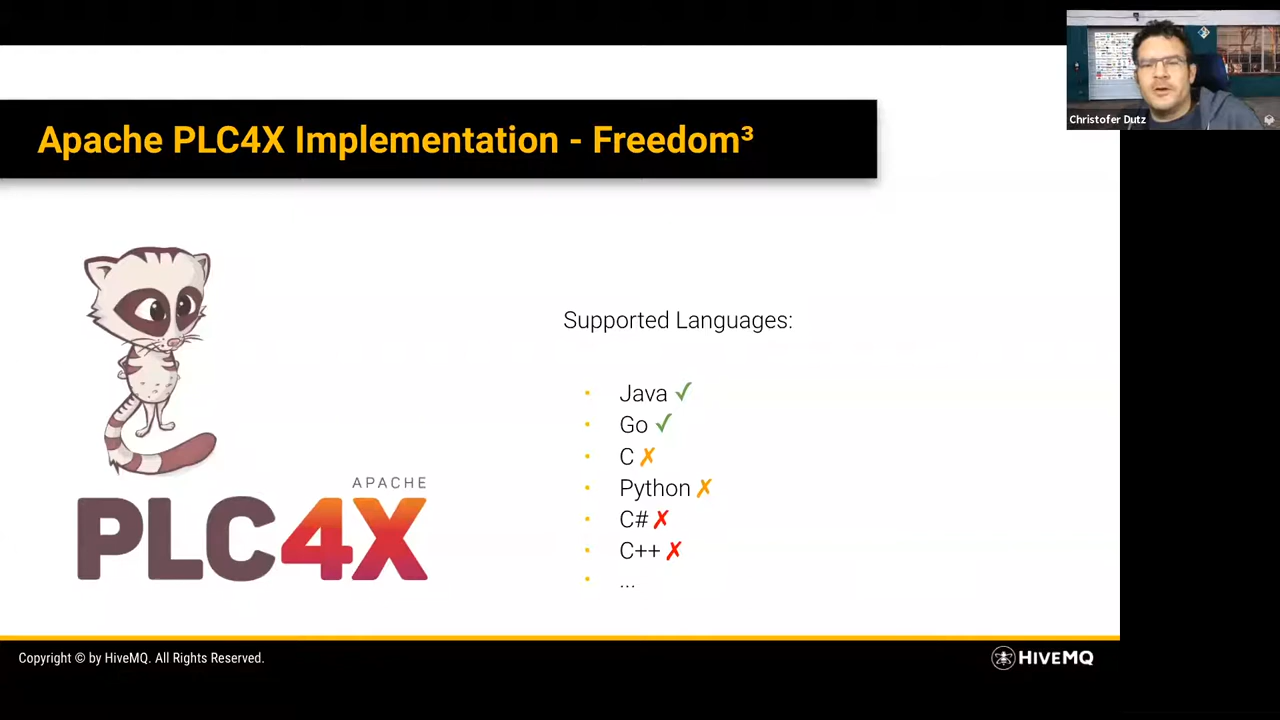 Apache PLC4X Implementation - Freedom³
Christofer Dutz
Supported Languages:
• Java ✓
• Go ✓
• C ✗
• Python ✗
• C# ✗
• C++ ✗
• ...
APACHE
PLC4X
Copyright © by HiveMQ. All Rights Reserved.
HIVEMQ